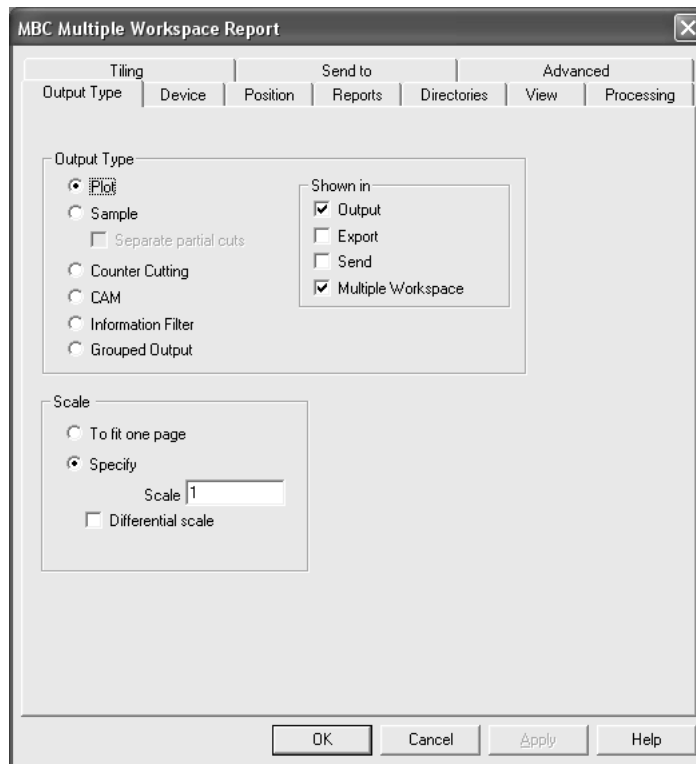 MBC Multiple Workspace Report
Tiling Send to Advanced
Output Type Device Position Reports Directories View Processing
Output Type
Plot
Sample
Separate partial cuts
Counter Cutting
CAM
Information Filter
Grouped Output
Shown in
Output
Export
Send
Multiple Workspace
Scale
To fit one page
Specify
Scale 1
Differential scale
OK Cancel Apply Help